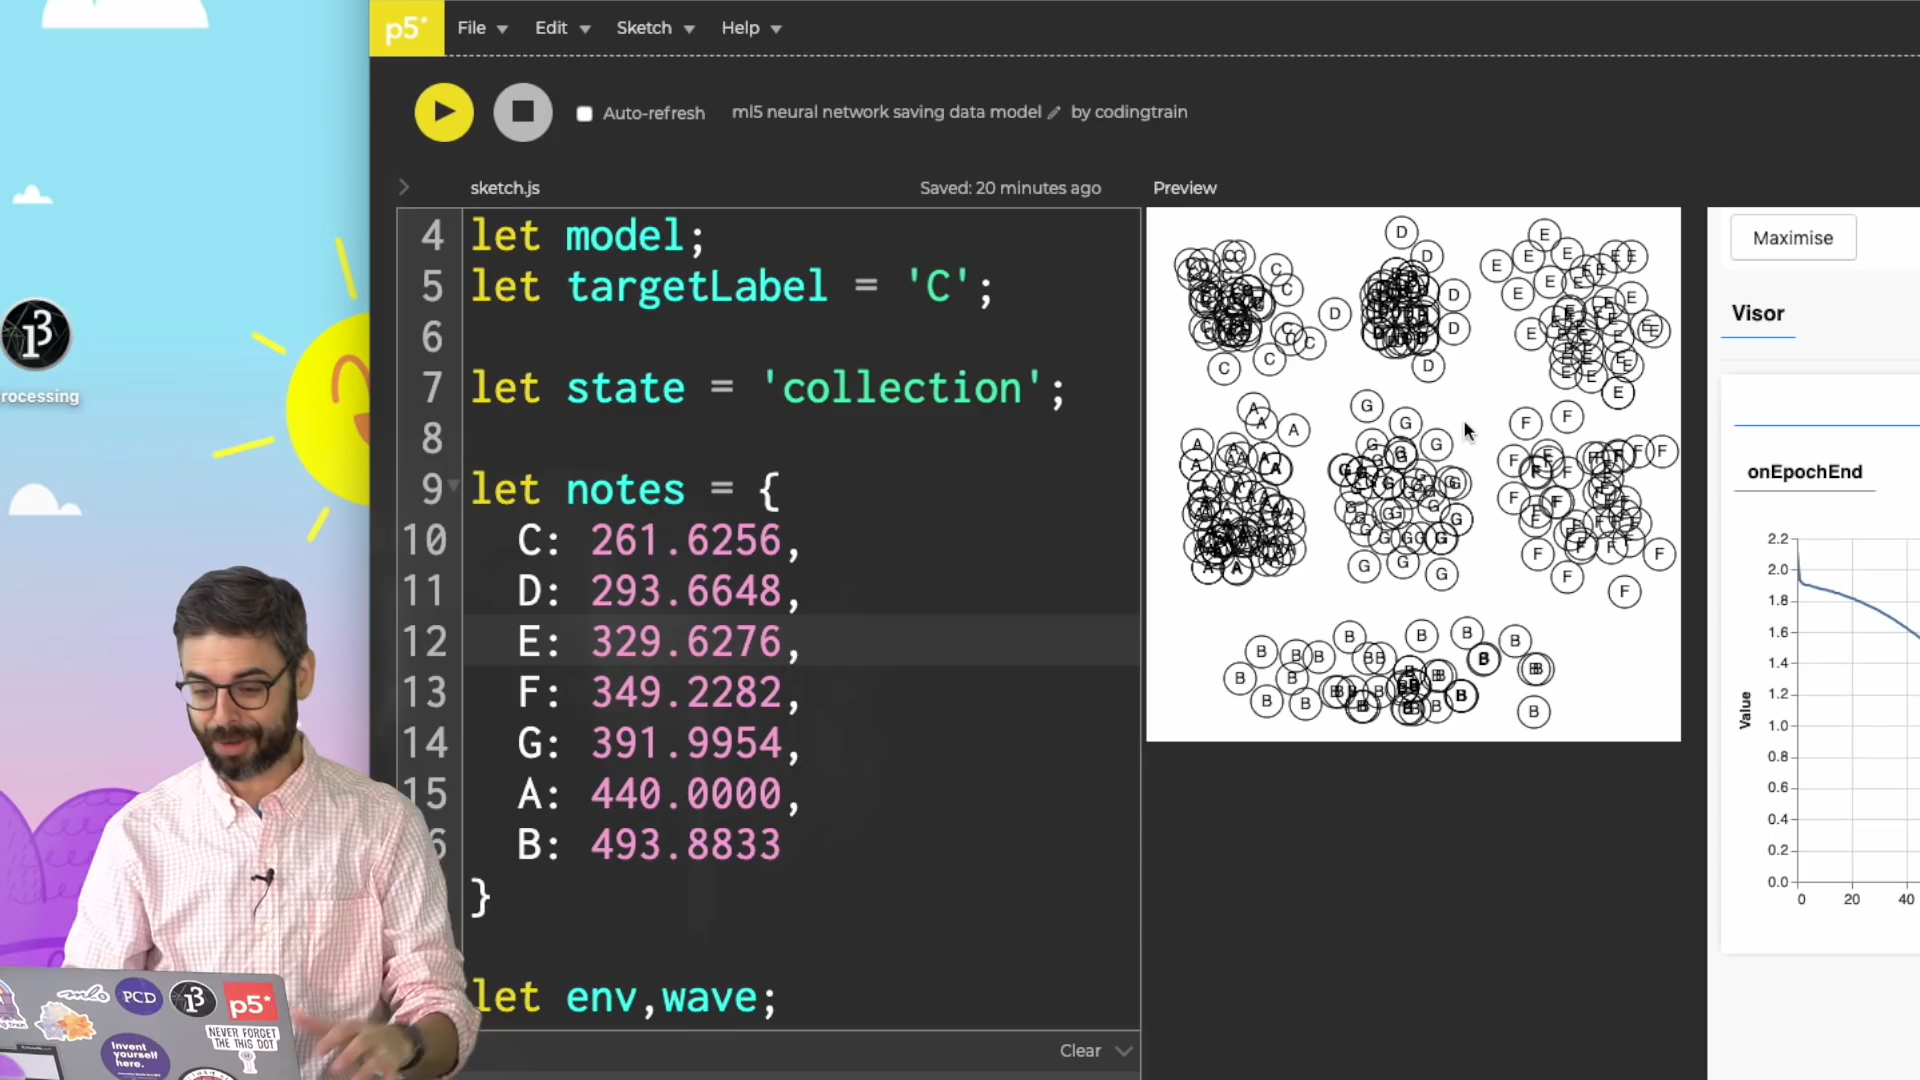 p5*
File
Edit
Sketch
Help
Auto-refresh
ml5 neural network saving data model
by codingtrain
sketch.js
Saved: 20 minutes ago
Preview
4 let model;
5 let targetLabel = 'C';
6
7 let state = 'collection';
8
9 let notes = {
10 C: 261.6256,
11 D: 293.6648,
12 E: 329.6276,
13 F: 349.2282,
14 G: 391.9954,
15 A: 440.0000,
6 B: 493.8833
}
let env,wave;
Clear
Maximise
Visor
onEpochEnd
2.2
2.0
1.8
1.6
1.4
1.2
1.0
0.8
0.6
0.4
0.2
0.0
Value
0 20 40
rocessing
PCD
p5*
NEVER FORGET
THE THIS DOT
Invent
yourself
here.